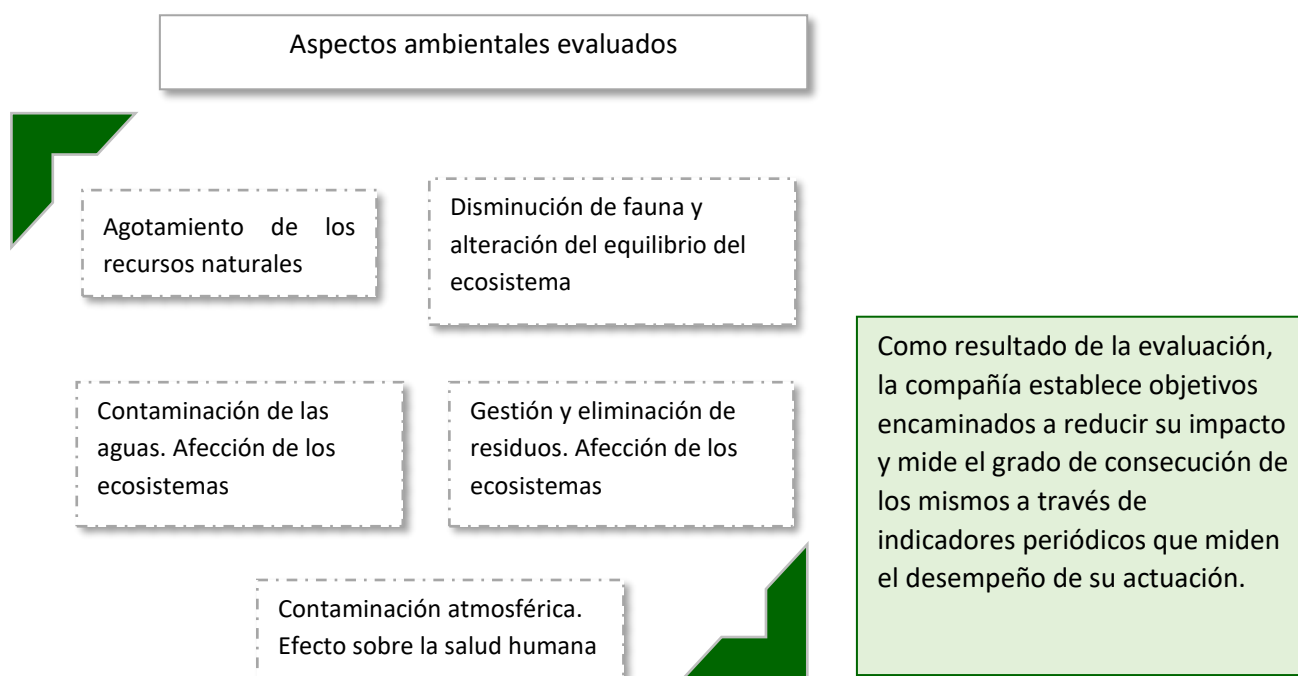 Aspectos ambientales evaluados
Agotamiento de los
recursos naturales
Disminución de fauna y
alteración del equilibrio del
ecosistema
Contaminación de las
aguas. Afección de los
ecosistemas
Gestión y eliminación de
residuos. Afección de los
ecosistemas
Contaminación atmosférica.
Efecto sobre la salud humana
Como resultado de la evaluación,
la compañía establece objetivos
encaminados a reducir su impacto
y mide el grado de consecución de
los mismos a través de
indicadores periódicos que miden
el desempeño de su actuación.